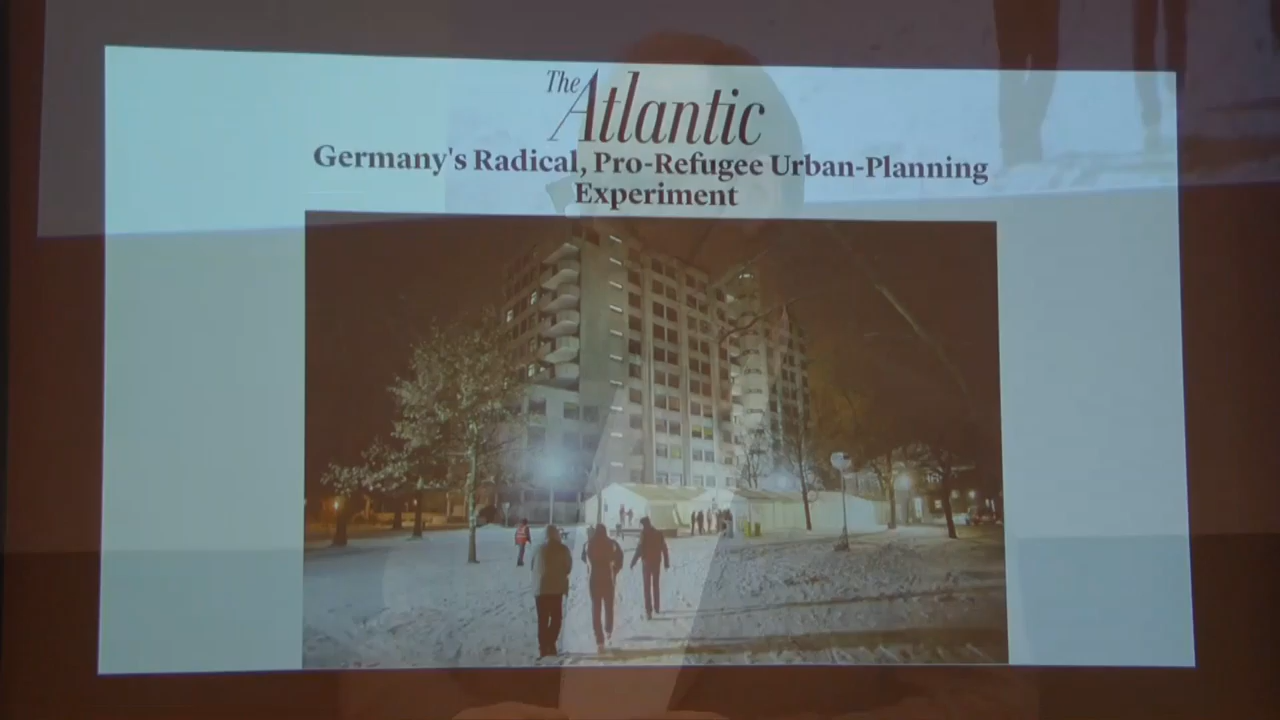 The Atlantic
Germany's Radical, Pro-Refugee Urban-Planning
Experiment